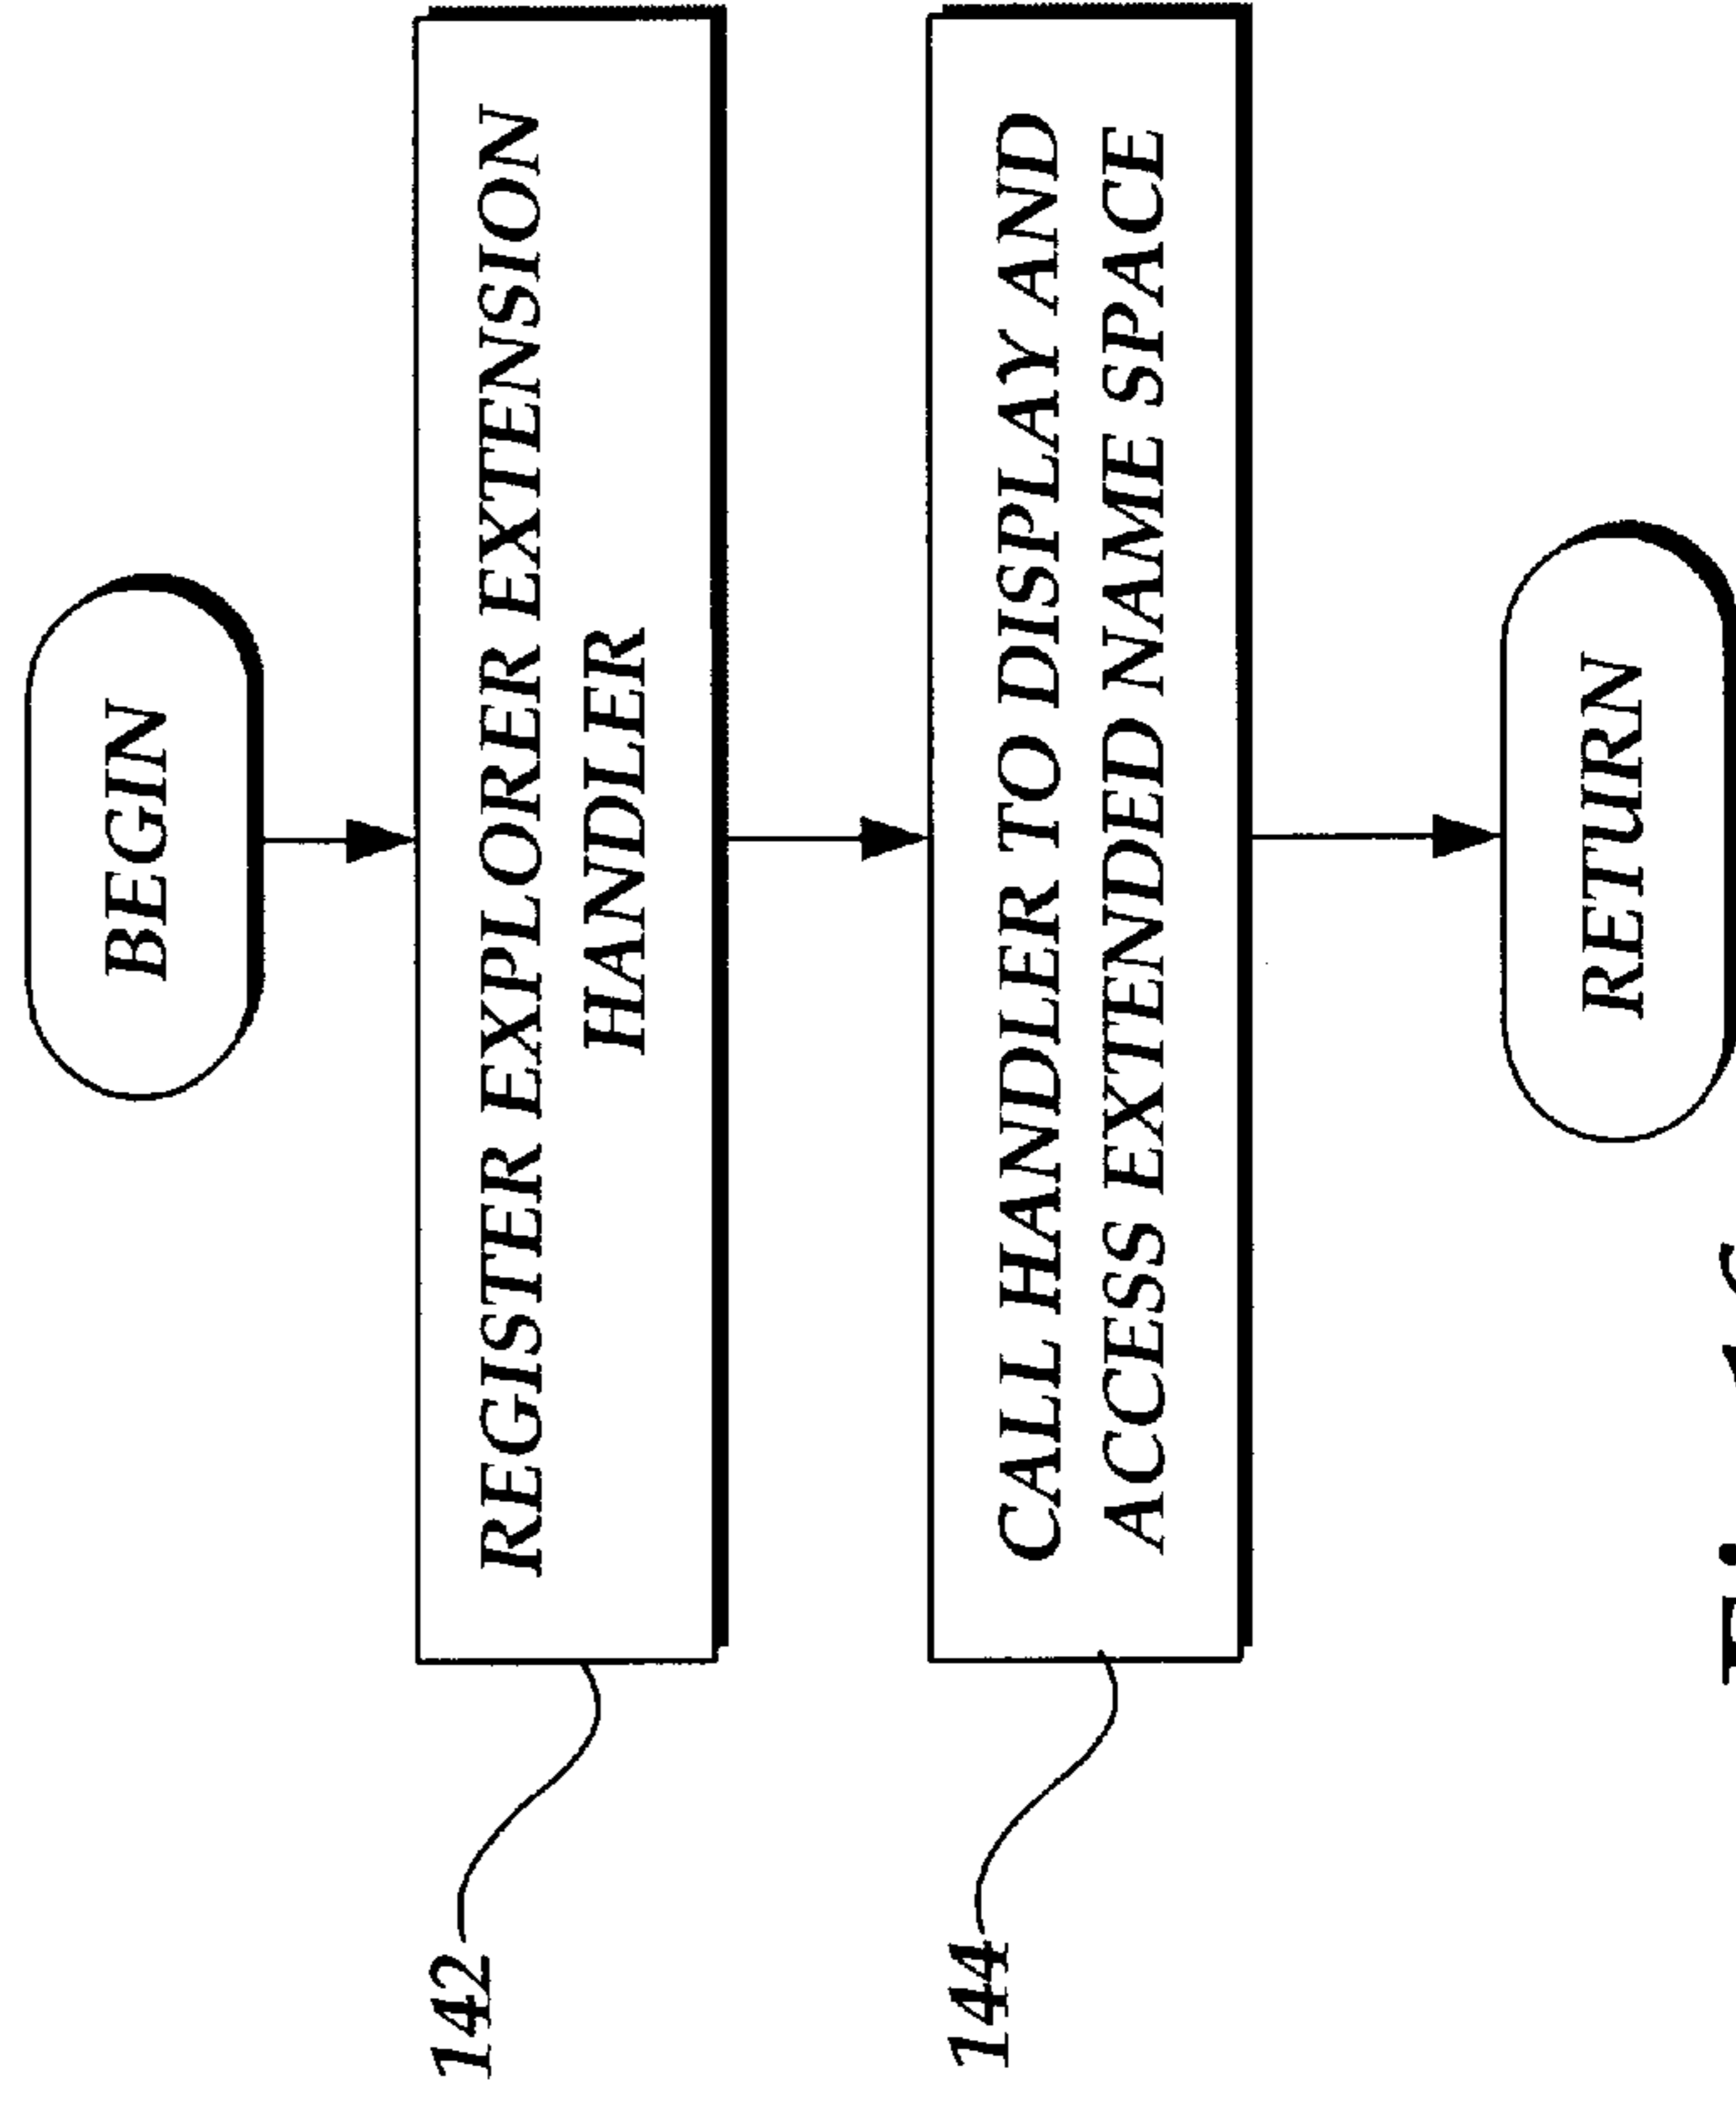 BEGIN
REGISTER EXPLORER EXTENSION
HANDLER
142
CALL HANDLER TO DISPLAY AND
ACCESS EXTENDED NAME SPACE
144
RETURN